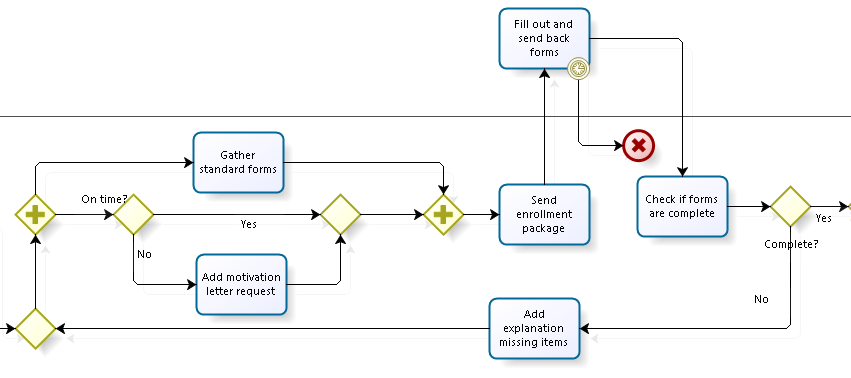 Fill out and
send back
forms
Gather
standard forms
On time?
Yes
No
Add motivation
letter request
Send
enrollment
package
Check if forms
are complete
Yes
Complete?
No
Add
explanation
missing items